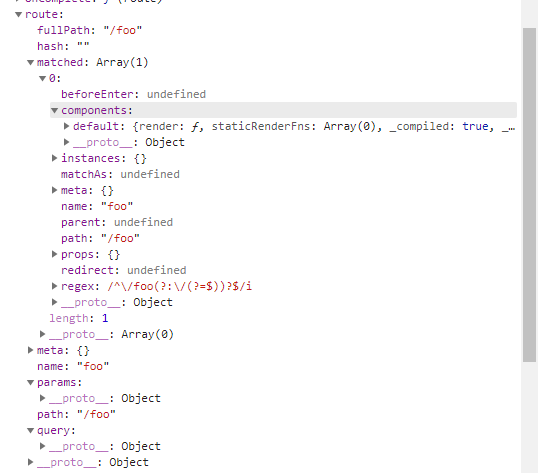 route:
fullPath: "/foo"
hash: ""
matched: Array(1)
0:
beforeEnter: undefined
components:
default: {render: ƒ, staticRenderFns: Array(0), _compiled: true, _…
__proto__: Object
instances: {}
matchAs: undefined
meta: {}
name: "foo"
parent: undefined
path: "/foo"
props: {}
redirect: undefined
regex: /^\/foo(?:\/(?=$))?$/i
__proto__: Object
length: 1
__proto__: Array(0)
meta: {}
name: "foo"
params:
__proto__: Object
path: "/foo"
query:
__proto__: Object
__proto__: Object